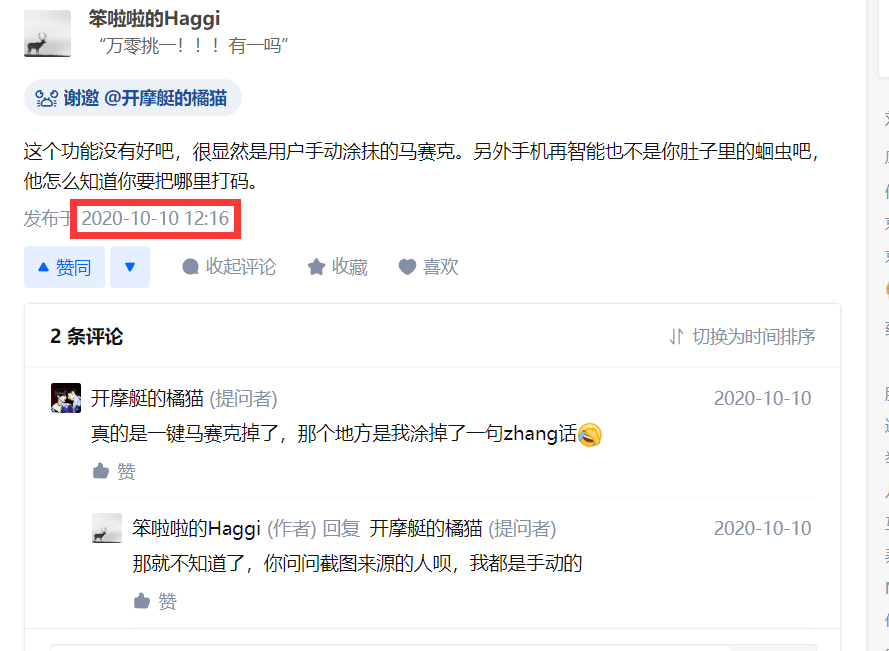 笨啦啦的Haggi
“万零挑一！！！有一吗”
谢邀 @开摩艇的橘猫
这个功能没有好吧，很显然是用户手动涂抹的马赛克。另外手机再智能也不是你肚子里的蛔虫吧，
他怎么知道你要把哪里打码。
发布于 2020-10-10 12:16
赞同 收起评论 收藏 喜欢
2 条评论 切换为时间排序
开摩艇的橘猫 (提问者) 2020-10-10
真的是一键马赛克掉了，那个地方是我涂掉了一句zhang话
赞
笨啦啦的Haggi (作者) 回复 开摩艇的橘猫 (提问者) 2020-10-10
那就不知道了，你问问截图来源的人呗，我都是手动的
赞